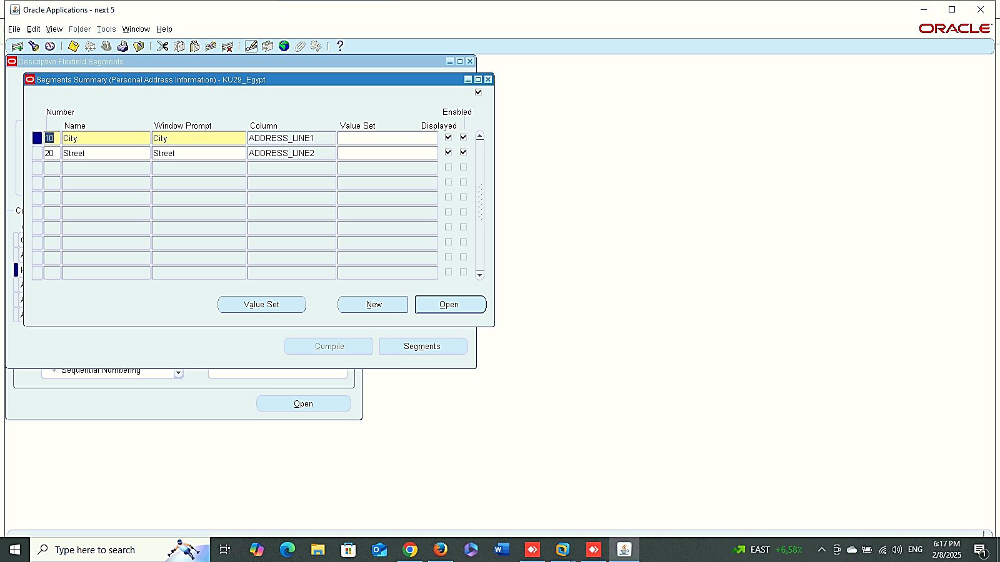 Oracle Applications - next 5
File Edit View Folder Tools Window Help
ORACLE
Descriptive Flexfield Segments
Segments Summary (Personal Address Information) - KU29_Egypt
Number Enabled
Name Window Prompt Column Value Set Displayed
10 City City ADDRESS_LINE1
20 Street Street ADDRESS_LINE2
Value Set New Open
Compile Segments
+ Sequential Numbering
Open
Type here to search
EAST +6,58%
ENG
6:17 PM
2/8/2025
1